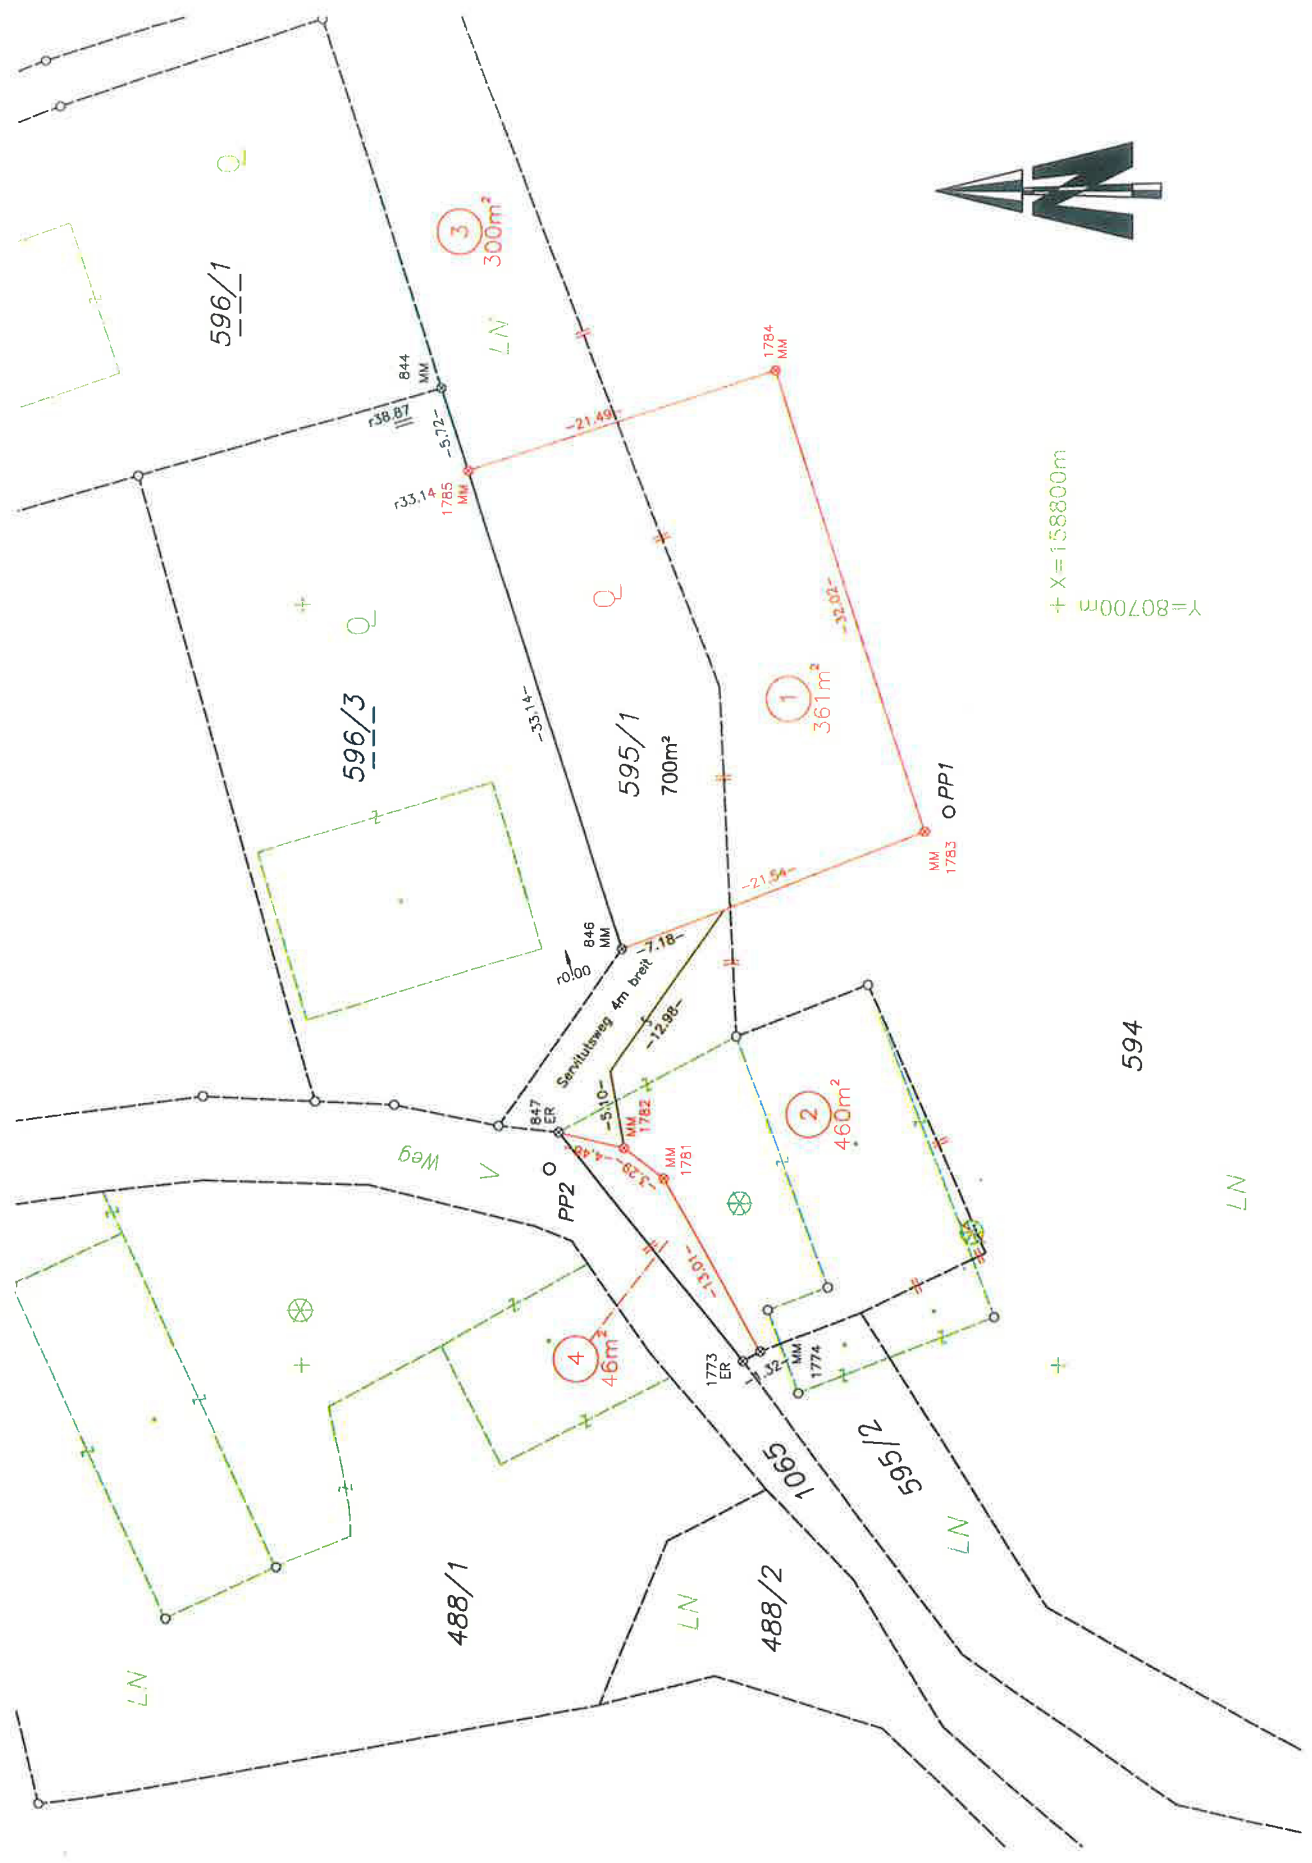 Q
596/1
3
300m²
LN
844
MM
r38.87
-5.72-
r33.14
1785
MM
1784
MM
-21.49-
Q
596/3
Q
-33.14-
595/1
700m²
-32.02-
1
361m²
+ X=158800m
Y=80700m
PP1
MM
1783
-21.54-
846
MM
r0.00
-7.18-
Servitutsweg 4m breit
-12.98-
-5.10-
847
ER
MM
1782
MM
1781
-4.48-
-3.29-
-13.01-
Weg
V
PP2
2
460m²
594
LN
4
46m²
1773
ER
MM
1774
1065
595/2
LN
488/1
488/2
LN
LN
N